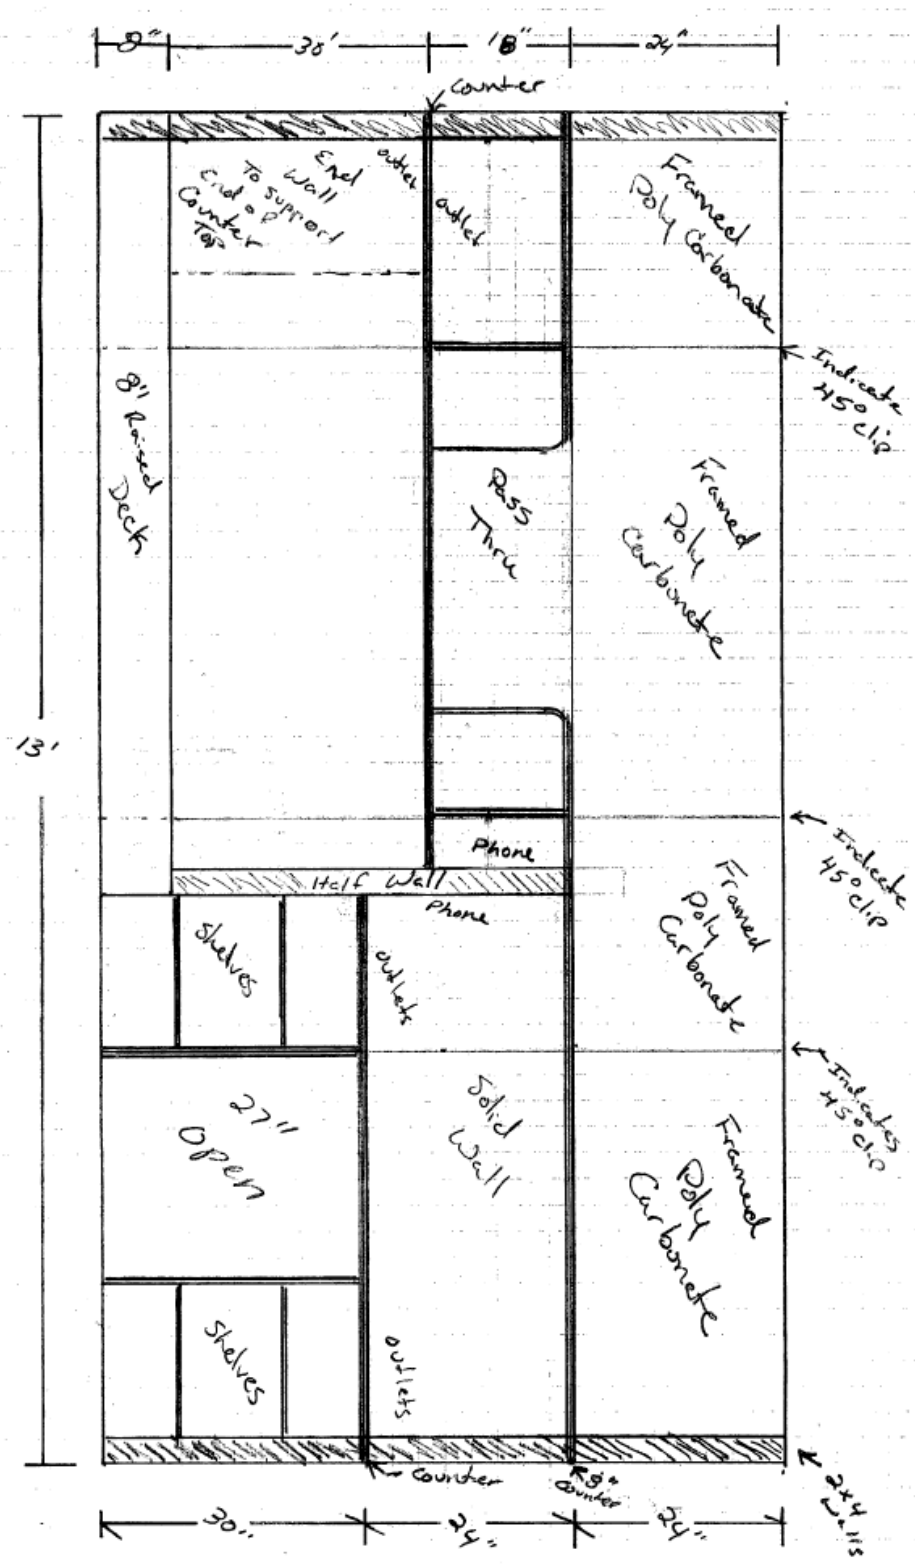 8"
30'
18"
24"
counter
End
Wall
To support
End of
Counter
Top
outlet
outlet
Framed
Poly Carbonate
Indicate
45° clip
8" Raised
Deck
Pass
Thru
Framed
Poly
Carbonate
13'
Phone
Half Wall
Phone
Indicate
45° clip
Shelves
outlets
Framed
Poly
Carbonate
Indicates
45° clip
27"
Open
Solid
Wall
Framed
Poly
Carbonate
Shelves
outlets
counter
8"
counter
2x4
Walls
30"
24"
24"